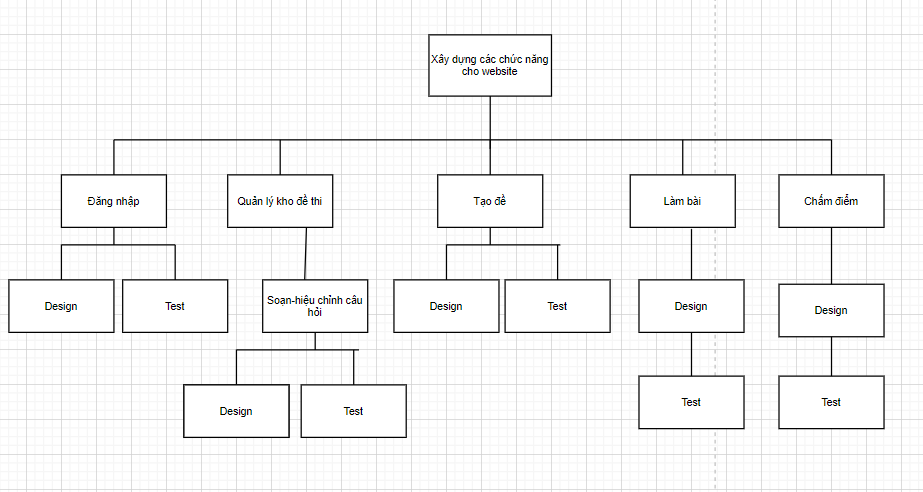 Xây dựng các chức năng
cho website
Đăng nhập
Quản lý kho đề thi
Tạo đề
Làm bài
Chấm điểm
Design
Test
Soạn-hiệu chỉnh câu
hỏi
Design
Test
Design
Design
Design
Test
Test
Test